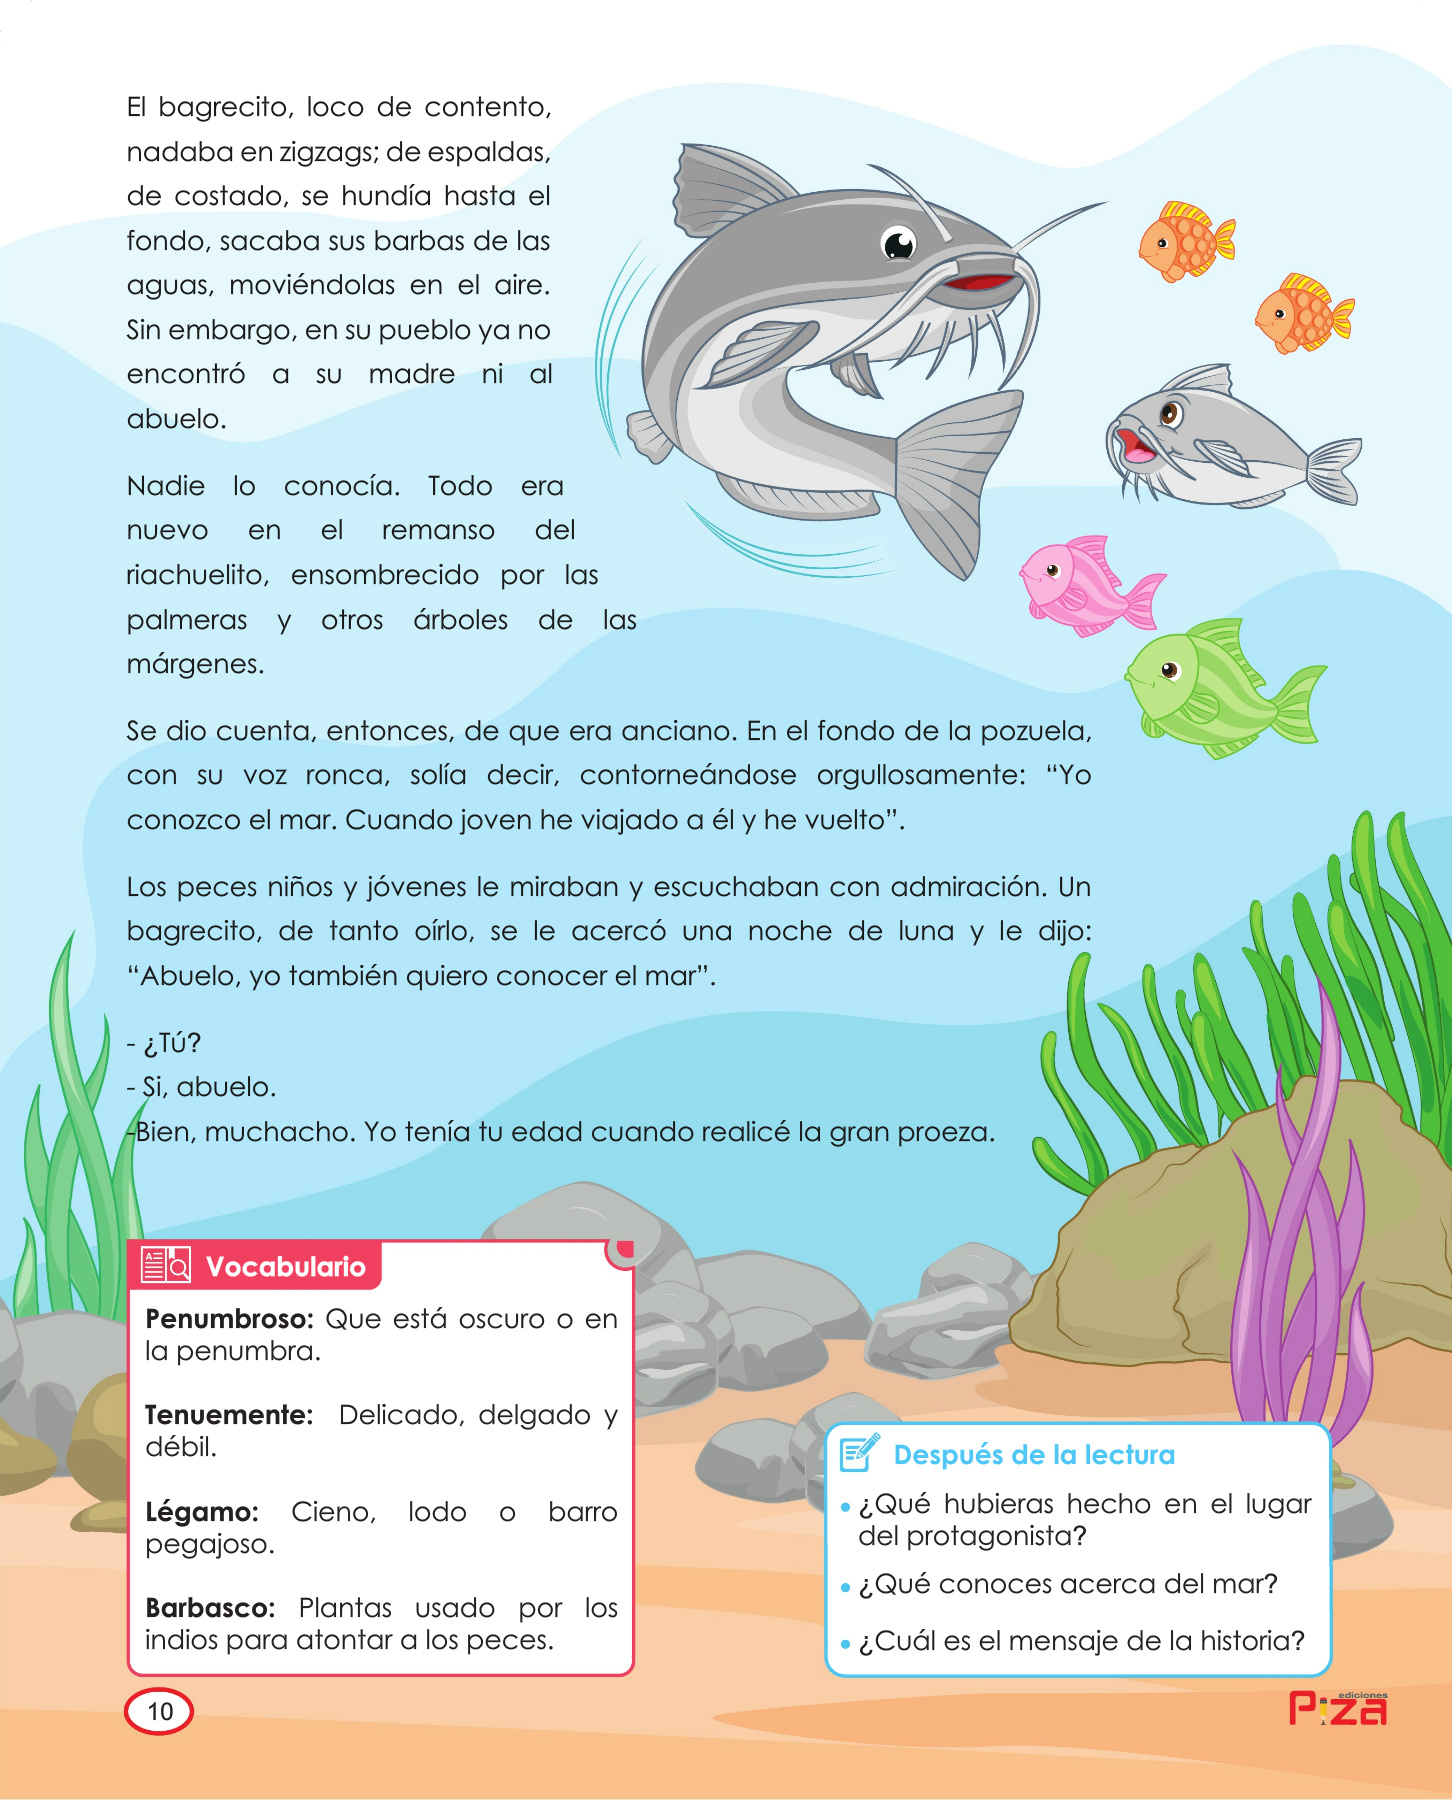 El bagrecito, loco de contento,
nadaba en zigzags; de espaldas,
de costado, se hundía hasta el
fondo, sacaba sus barbas de las
aguas, moviéndolas en el aire.
Sin embargo, en su pueblo ya no
encontró a su madre ni al
abuelo.
Nadie lo conocía. Todo era
nuevo en el remanso del
riachuelito, ensombrecido por las
palmeras y otros árboles de las
márgenes.
Se dio cuenta, entonces, de que era anciano. En el fondo de la pozuela,
con su voz ronca, solía decir, contorneándose orgullosamente: “Yo
conozco el mar. Cuando joven he viajado a él y he vuelto”.
Los peces niños y jóvenes le miraban y escuchaban con admiración. Un
bagrecito, de tanto oírlo, se le acercó una noche de luna y le dijo:
“Abuelo, yo también quiero conocer el mar”.
- ¿Tú?
- Si, abuelo.
-Bien, muchacho. Yo tenía tu edad cuando realicé la gran proeza.
Vocabulario
Penumbroso: Que está oscuro o en
la penumbra.
Tenuemente: Delicado, delgado y
débil.
Légamo: Cieno, lodo o barro
pegajoso.
Barbasco: Plantas usado por los
indios para atontar a los peces.
Después de la lectura
• ¿Qué hubieras hecho en el lugar
del protagonista?
• ¿Qué conoces acerca del mar?
• ¿Cuál es el mensaje de la historia?
10
ediciones
Piza